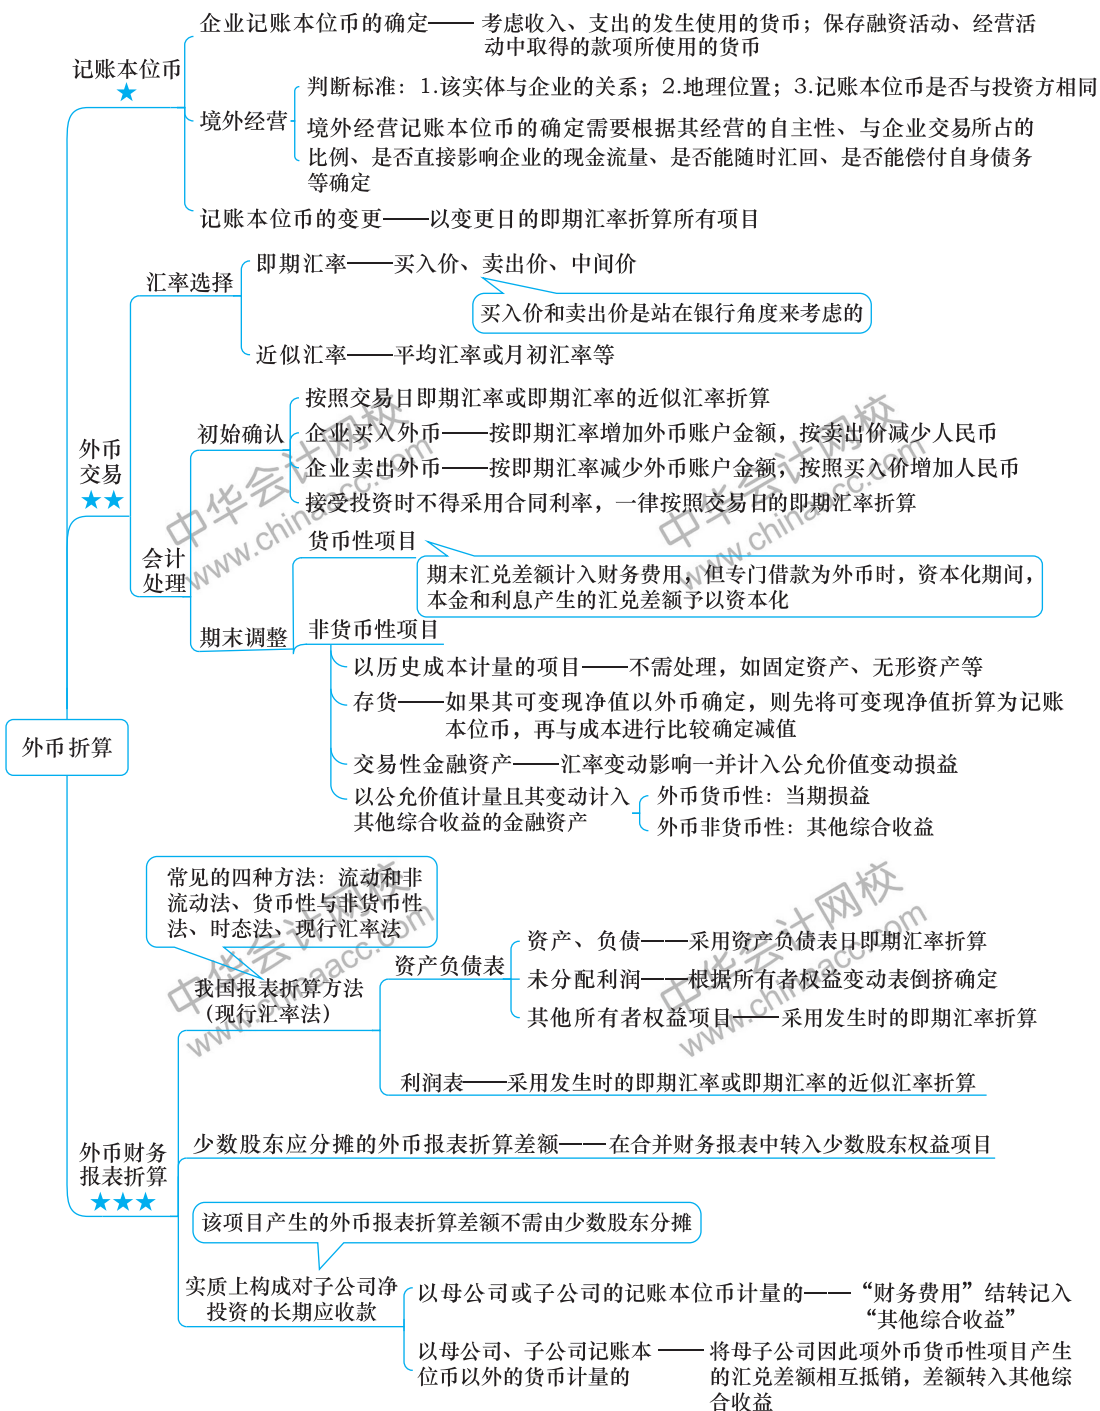 企业记账本位币的确定——考虑收入、支出的发生使用的货币；保存融资活动、经营活
动中取得的款项所使用的货币
记账本位币
★
判断标准：1.该实体与企业的关系；2.地理位置；3.记账本位币是否与投资方相同
境外经营
境外经营记账本位币的确定需要根据其经营的自主性、与企业交易所占的
比例、是否直接影响企业的现金流量、是否能随时汇回、是否能偿付自身债务
等确定
记账本位币的变更——以变更日的即期汇率折算所有项目
即期汇率——买入价、卖出价、中间价
汇率选择
买入价和卖出价是站在银行角度来考虑的
近似汇率——平均汇率或月初汇率等
外币
交易
★★
按照交易日即期汇率或即期汇率的近似汇率折算
初始确认
企业买入外币——按即期汇率增加外币账户金额，按卖出价减少人民币
企业卖出外币——按即期汇率减少外币账户金额，按照买入价增加人民币
接受投资时不得采用合同利率，一律按照交易日的即期汇率折算
会计
处理
货币性项目
期末汇兑差额计入财务费用，但专门借款为外币时，资本化期间，
本金和利息产生的汇兑差额予以资本化
期末调整
非货币性项目
以历史成本计量的项目——不需处理，如固定资产、无形资产等
存货——如果其可变现净值以外币确定，则先将可变现净值折算为记账
本位币，再与成本进行比较确定减值
外币折算
交易性金融资产——汇率变动影响一并计入公允价值变动损益
以公允价值计量且其变动计入
其他综合收益的金融资产
外币货币性：当期损益
外币非货币性：其他综合收益
常见的四种方法：流动和非
流动法、货币性与非货币性
法、时态法、现行汇率法
我国报表折算方法
（现行汇率法）
资产负债表
资产、负债——采用资产负债表日即期汇率折算
未分配利润——根据所有者权益变动表倒挤确定
其他所有者权益项目——采用发生时的即期汇率折算
利润表——采用发生时的即期汇率或即期汇率的近似汇率折算
外币财务
报表折算
★★★
少数股东应分摊的外币报表折算差额——在合并财务报表中转入少数股东权益项目
该项目产生的外币报表折算差额不需由少数股东分摊
实质上构成对子公司净
投资的长期应收款
以母公司或子公司的记账本位币计量的——“财务费用”结转记入
“其他综合收益”
以母公司、子公司记账本
位币以外的货币计量的
——将母子公司因此项外币货币性项目产生
的汇兑差额相互抵销，差额转入其他综
合收益
中华会计网校
www.chinaacc.com
中华会计网校
www.chinaacc.com
中华会计网校
www.chinaacc.com
中华会计网校
www.chinaacc.com